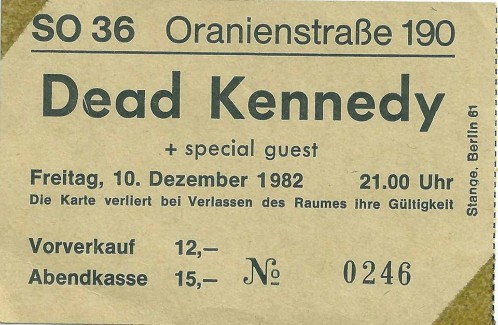 SO 36 Oranienstraße 190
Dead Kennedy
+ special guest
Freitag, 10. Dezember 1982 21.00 Uhr
Die Karte verliert bei Verlassen des Raumes ihre Gültigkeit
Vorverkauf 12,–
Abendkasse 15,– № 0246
Stange. Berlin 61